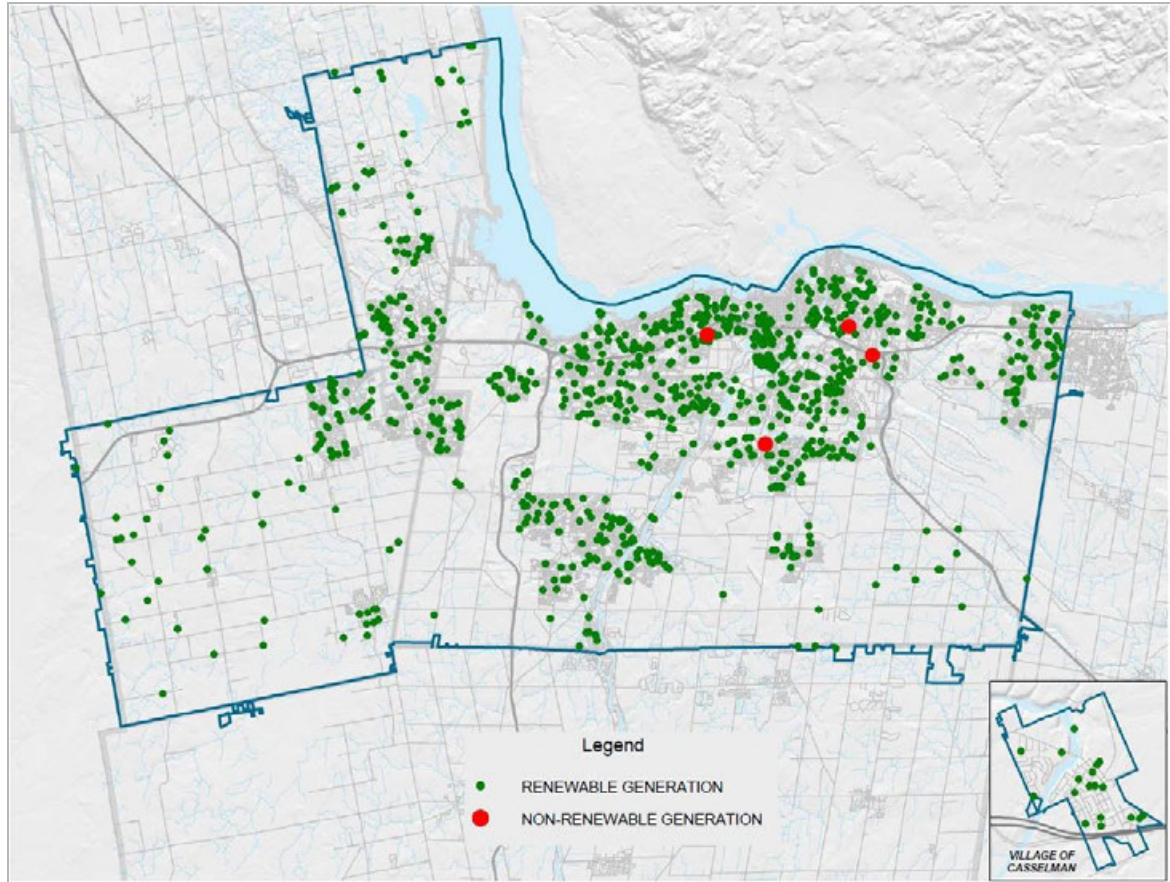 Legend
RENEWABLE GENERATION
NON-RENEWABLE GENERATION
VILLAGE OF
CASSELMAN